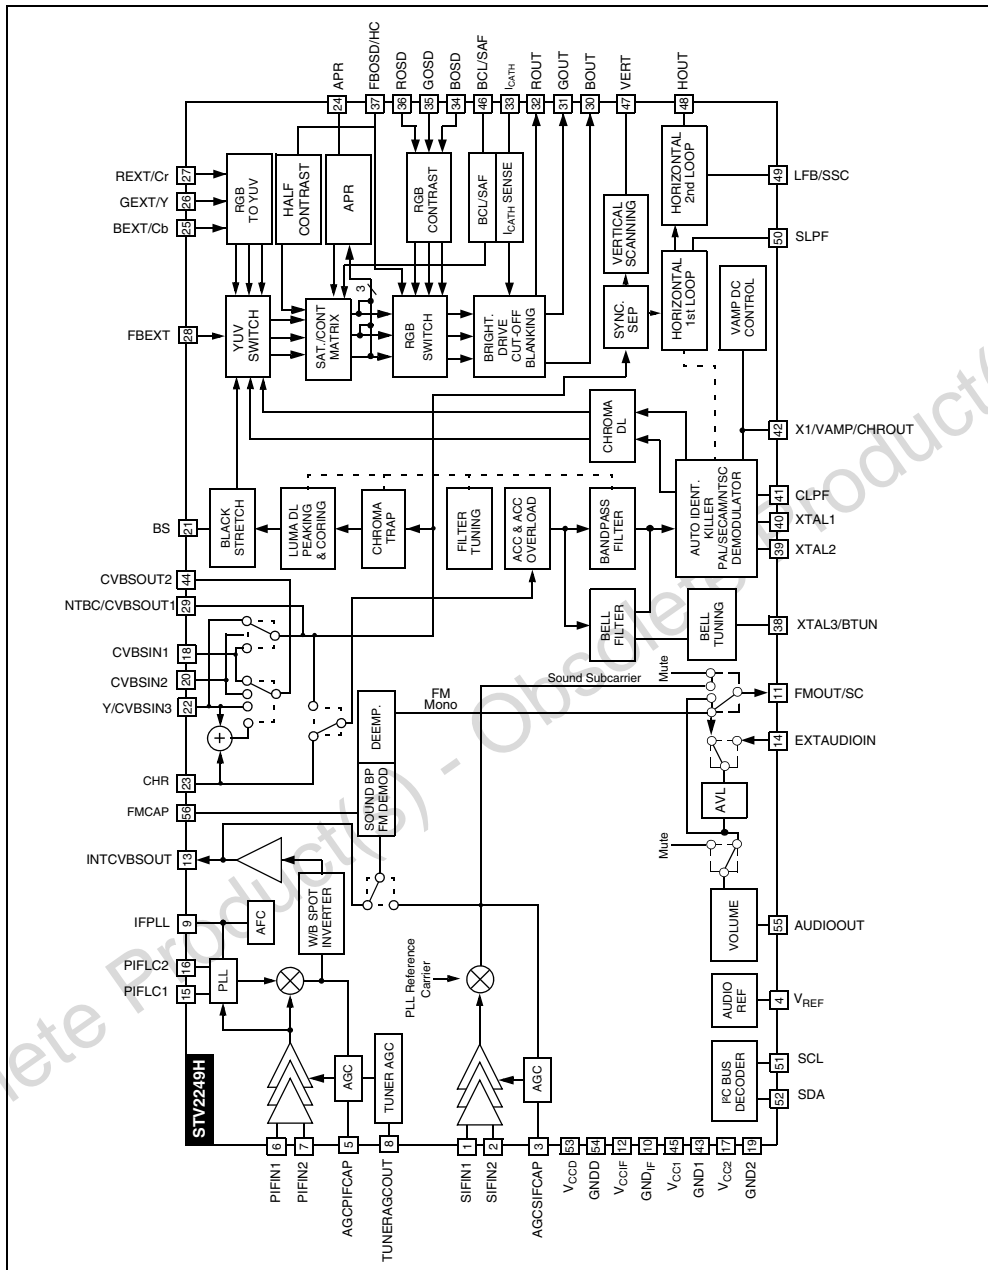 APR
FBOSD/HC
ROSD
GOSD
BOSD
BCL/SAF
ICATH
ROUT
GOUT
BOUT
VERT
HOUT
24
37
36
35
34
46
33
32
31
30
47
48
REXT/Cr
27
GEXT/Y
26
BEXT/Cb
25
FBEXT
28
BS
21
CVBSOUT2
44
NTBC/CVBSOUT1
29
CVBSIN1
18
CVBSIN2
20
Y/CVBSIN3
22
CHR
23
FMCAP
56
INTCVBSOUT
13
IFPLL
9
PIFLC2
16
PIFLC1
15
RGB
TO YUV
HALF
CONTRAST
APR
RGB
CONTRAST
BCL/SAF
ICATH SENSE
VERTICAL
SCANNING
HORIZONTAL
2nd LOOP
49
LFB/SSC
50
SLPF
YUV
SWITCH
SAT./CONT
MATRIX
3
RGB
SWITCH
BRIGHT.
DRIVE
CUT-OFF
BLANKING
SYNC.
SEP
HORIZONTAL
1st LOOP
VAMP DC
CONTROL
CHROMA
DL
42
X1/VAMP/CHROUT
BLACK
STRETCH
LUMA DL
PEAKING
& CORING
CHROMA
TRAP
FILTER
TUNING
ACC & ACC
OVERLOAD
BANDPASS
FILTER
AUTO IDENT.
KILLER
PAL/SECAM/NTSC
DEMODULATOR
41
CLPF
40
XTAL1
39
XTAL2
BELL
FILTER
BELL
TUNING
38
XTAL3/BTUN
Sound Subcarrier
Mute
FM
Mono
11
FMOUT/SC
14
EXTAUDIOIN
+
DEEMP.
SOUND BP
FM DEMOD
AVL
Mute
VOLUME
55
AUDIOOUT
AFC
W/B SPOT
INVERTER
PLL
PLL Reference
Carrier
AUDIO
REF
4
VREF
AGC
TUNER AGC
AGC
I²C BUS
DECODER
51
SCL
52
SDA
STV2249H
6
7
5
8
1
2
3
53
54
12
10
45
43
17
19
PIFIN1
PIFIN2
AGCPIFCAP
TUNERAGCOUT
SIFIN1
SIFIN2
AGCSIFCAP
VCCD
GNDD
VCCIF
GNDIF
VCC1
GND1
VCC2
GND2
lete Product(s) - Obsolete Product(